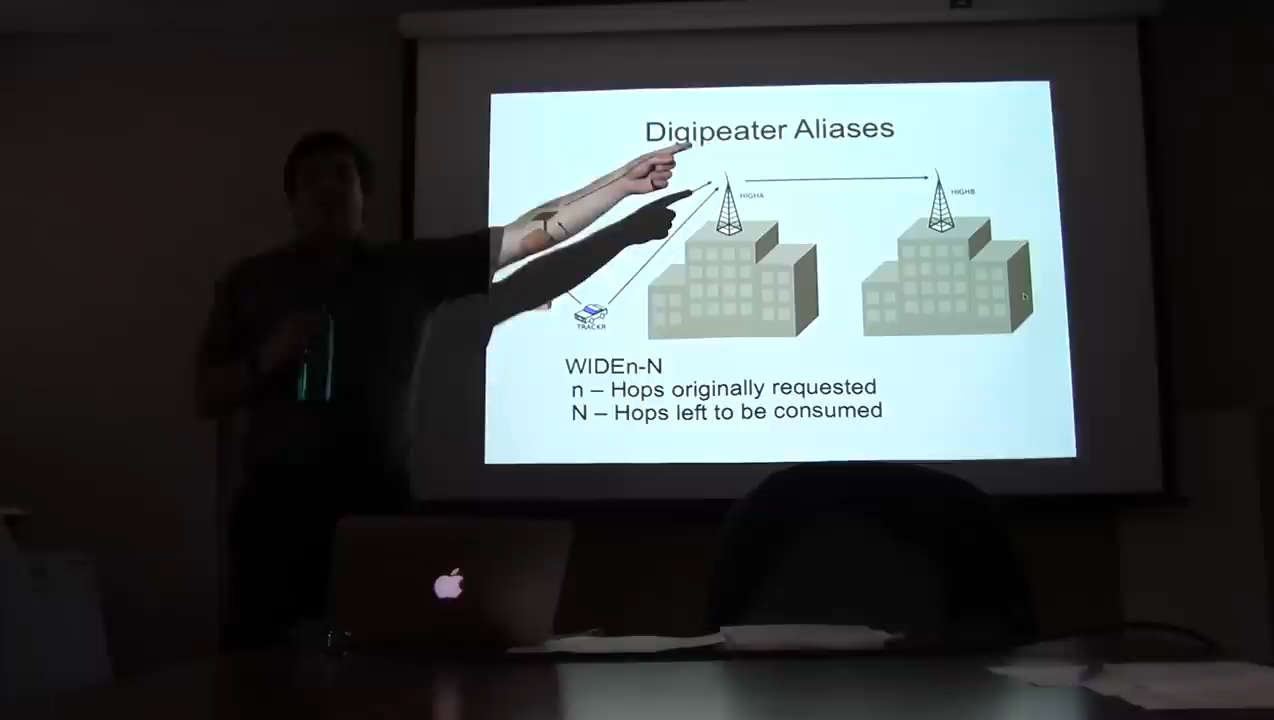 Digipeater Aliases
HIGHA
HIGHB
TRACKR
WIDEn-N
n – Hops originally requested
N – Hops left to be consumed